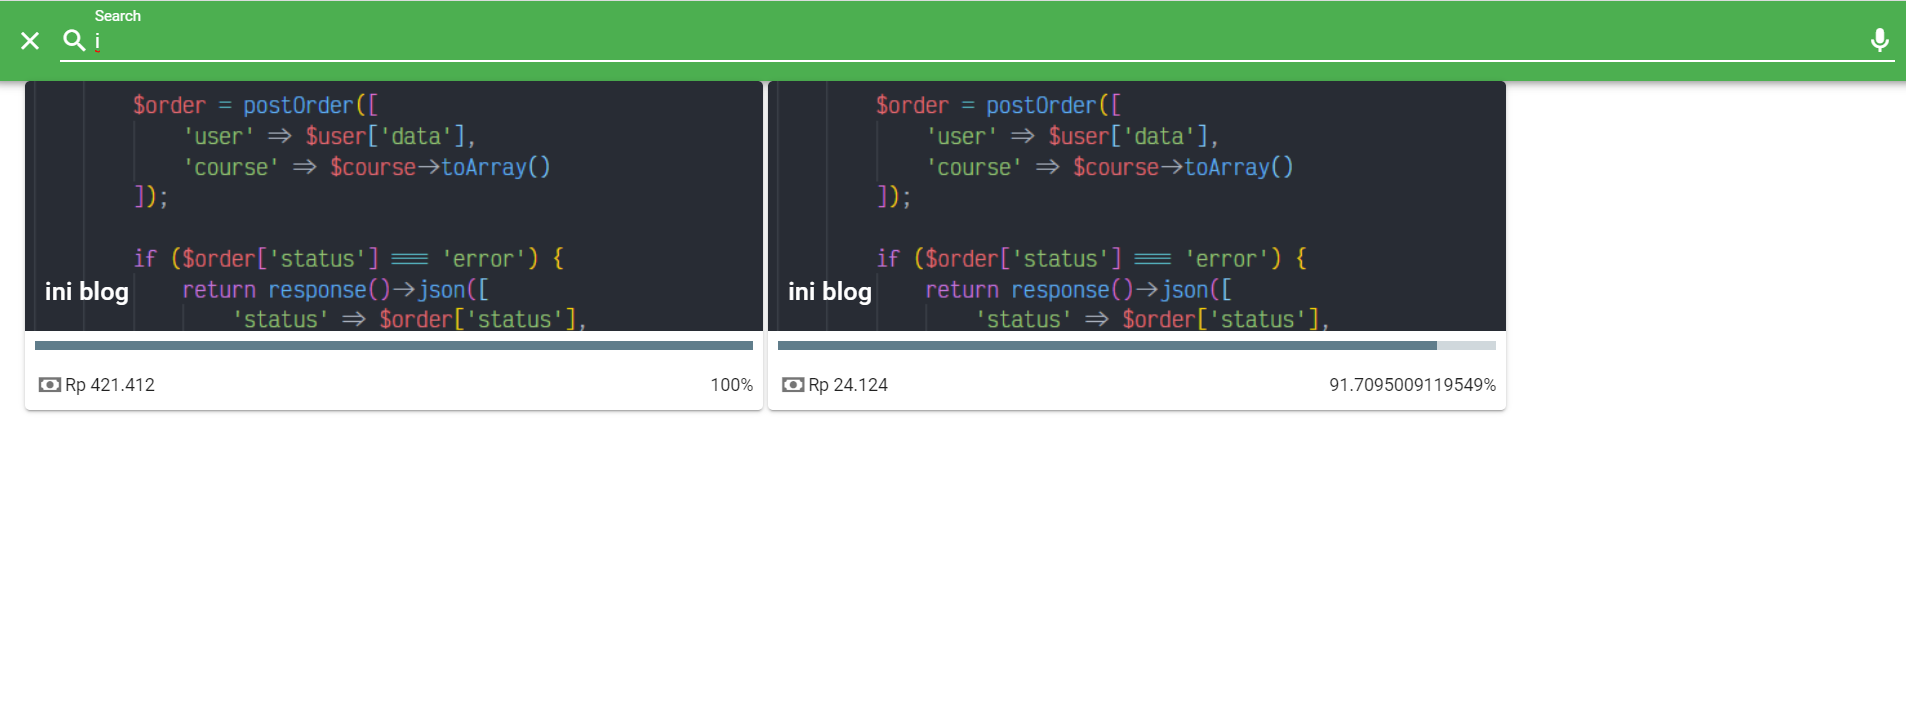 Search
i
$order = postOrder([
'user' => $user['data'],
'course' => $course->toArray()
]);
if ($order['status'] === 'error') {
return response()->json([
'status' => $order['status'],
ini blog
Rp 421.412
100%
$order = postOrder([
'user' => $user['data'],
'course' => $course->toArray()
]);
if ($order['status'] === 'error') {
return response()->json([
'status' => $order['status'],
ini blog
Rp 24.124
91.7095009119549%